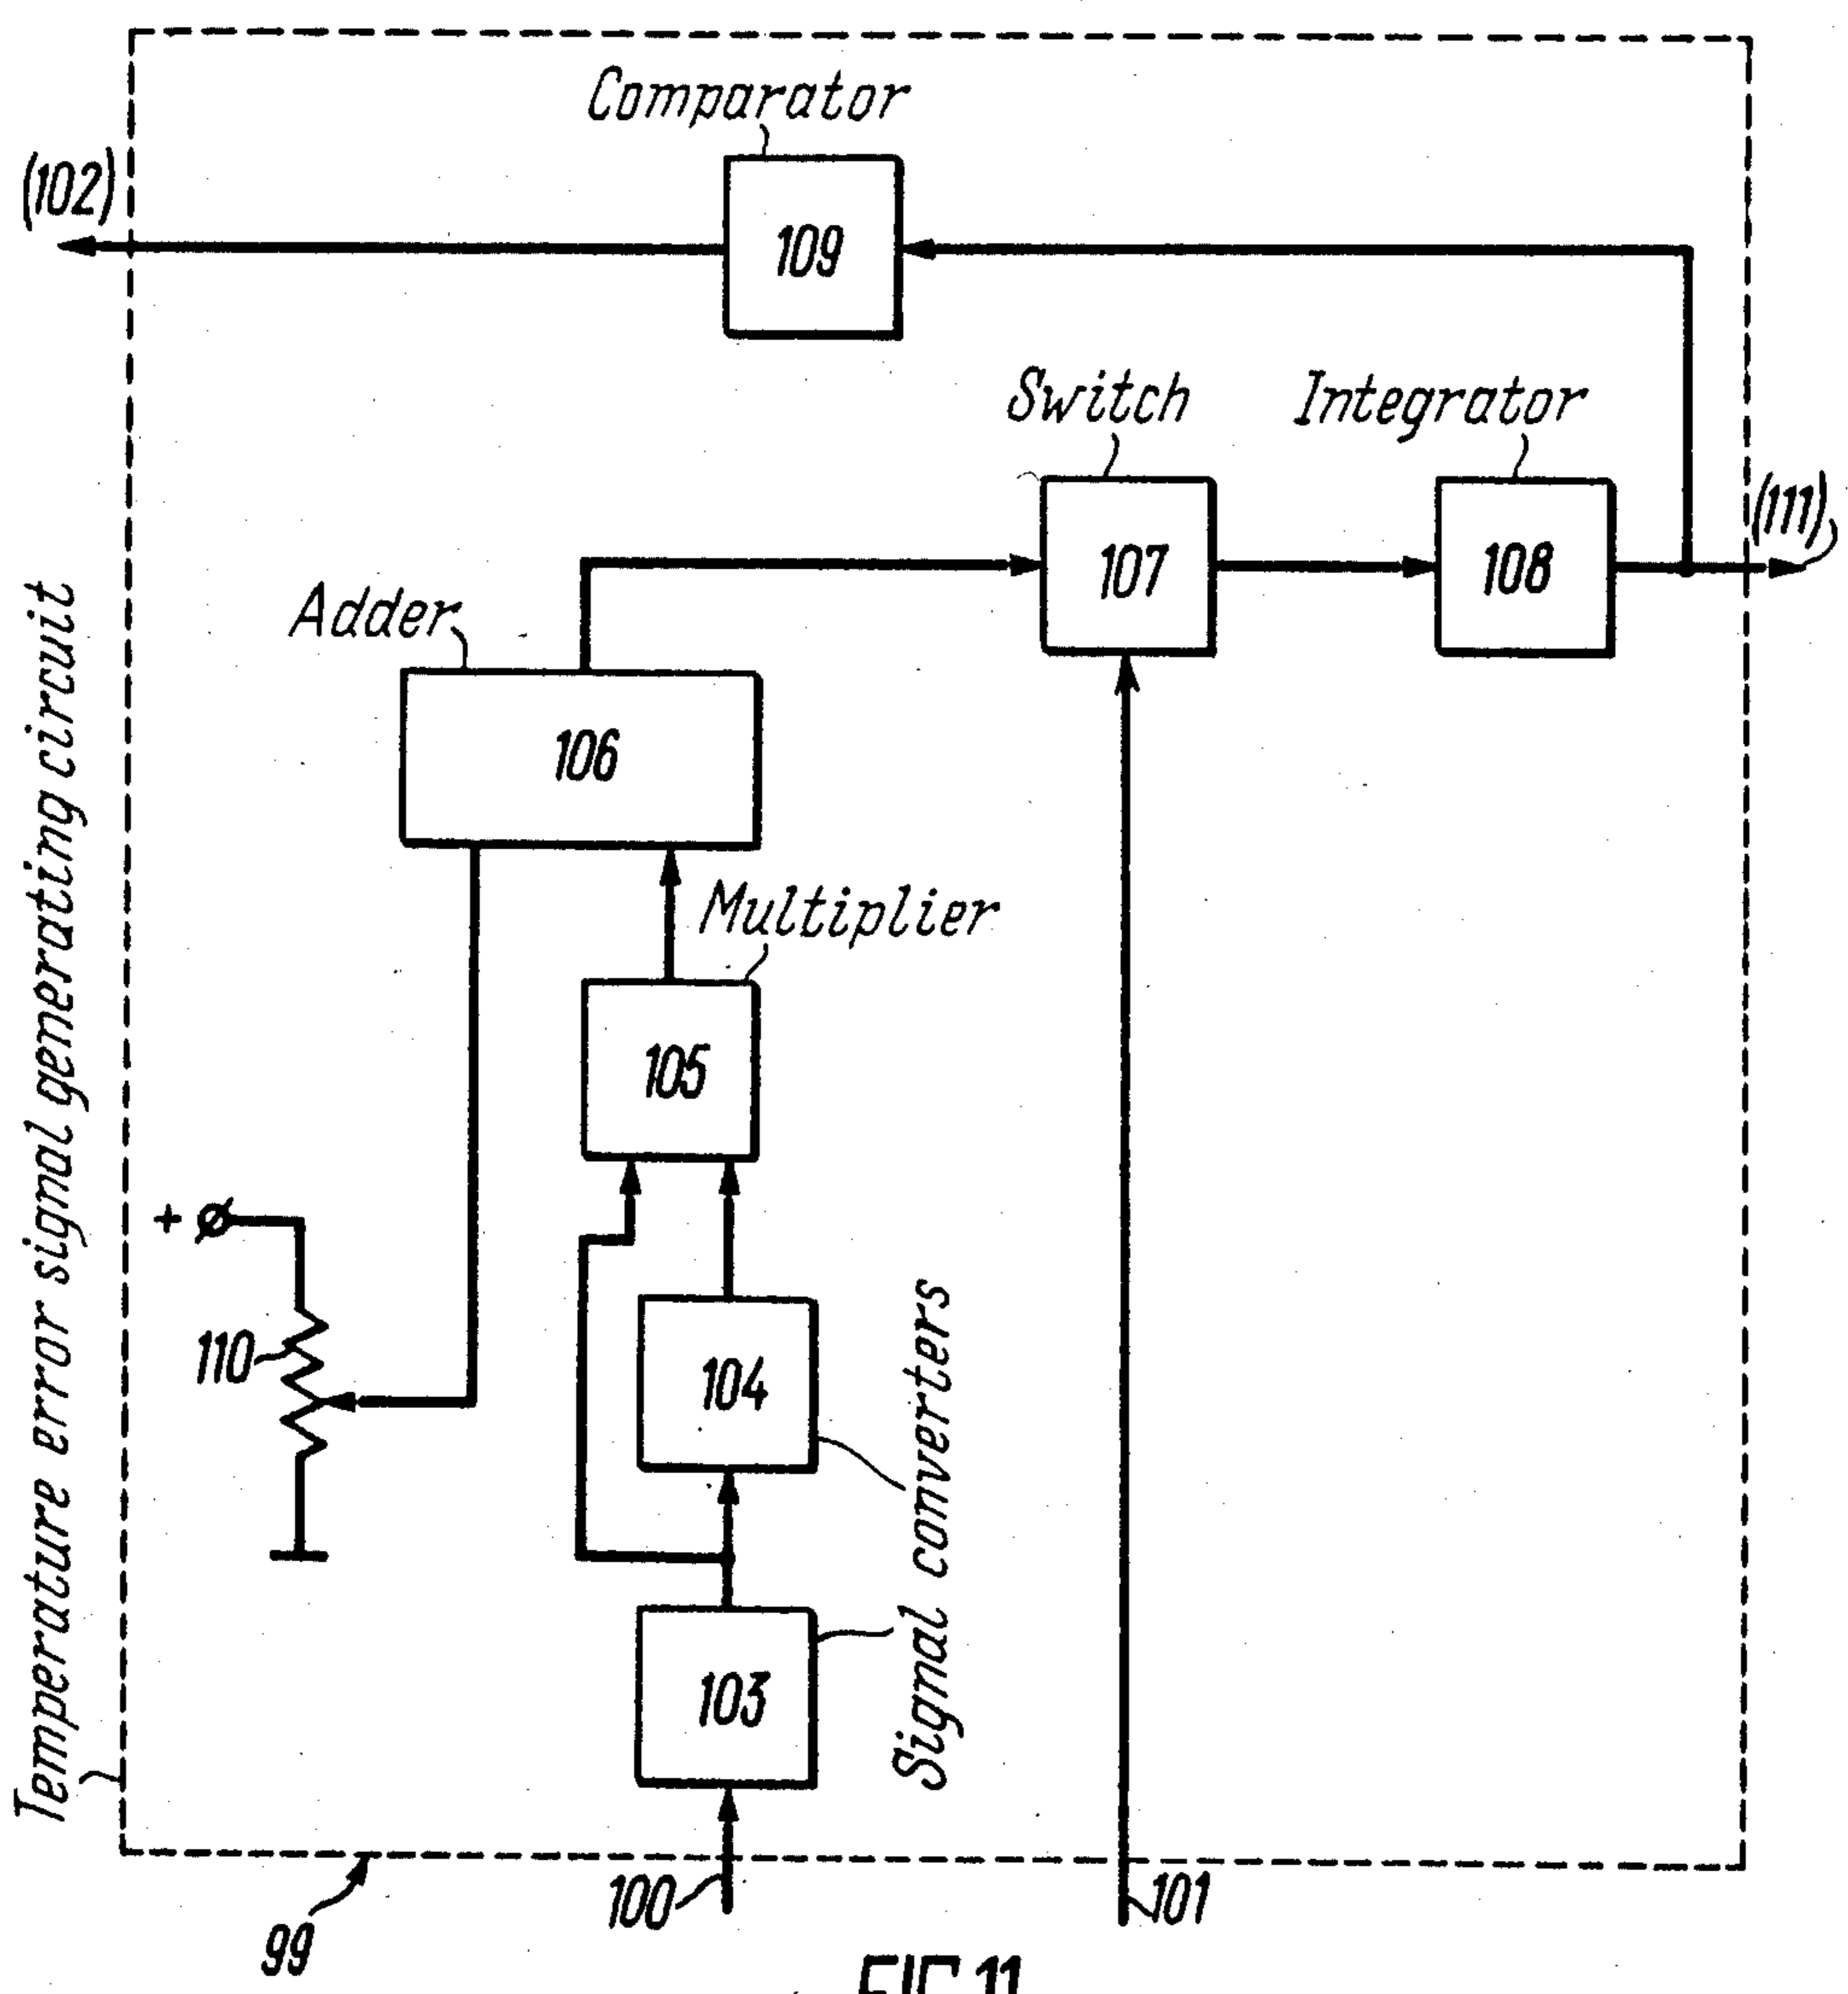 Comparator
(102)
109
Switch
Integrator
(111)
107
108
Adder
106
Multiplier
105
+
110
104
Signal converters
103
Temperature error signal generating circuit
100
101
99
FIG.11